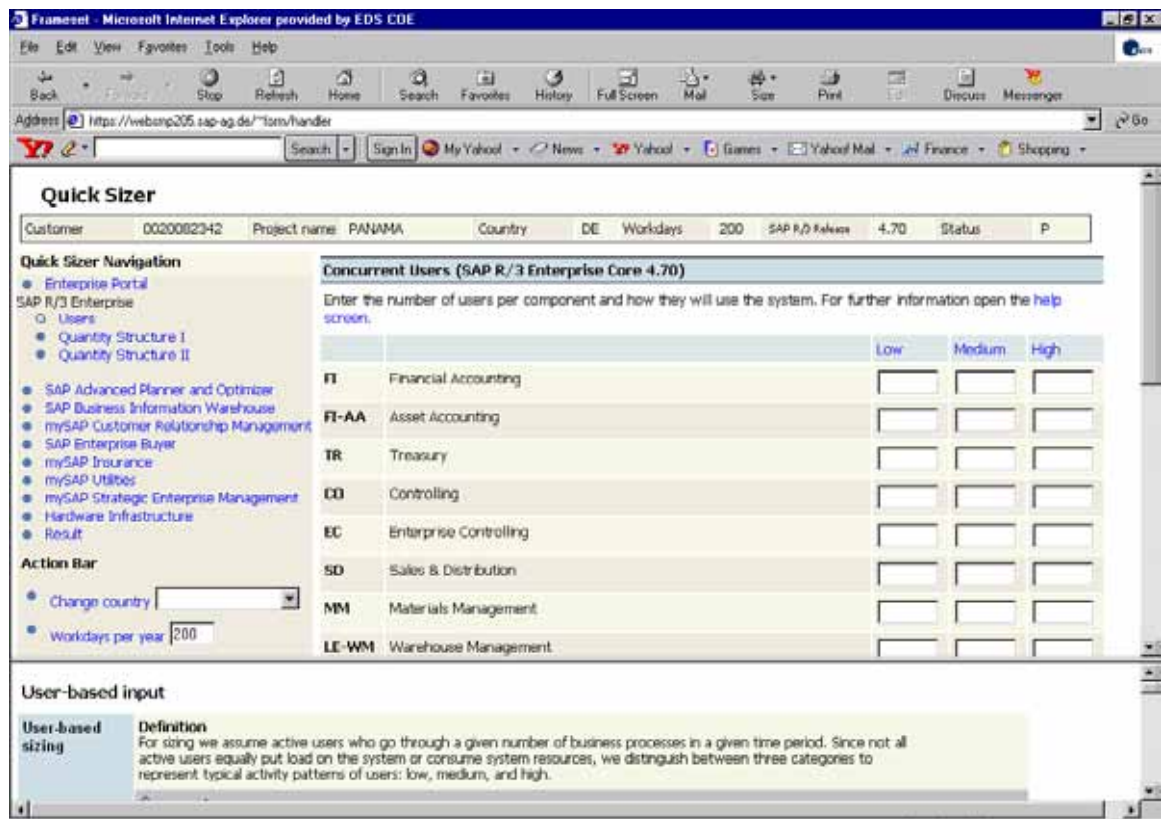 Frameset - Microsoft Internet Explorer provided by EDS COE
File Edit View Favorites Tools Help
Back Forward Stop Refresh Home Search Favorites History Full Screen Mail Size Print Edit Discuss Messenger
Address https://websmp205.sap-ag.de/~form/handler Go
Y! Search Sign In My Yahoo! News Yahoo! Games Yahoo! Mail Finance Shopping
Quick Sizer
Customer 0020082342 Project name PANAMA Country DE Workdays 200 SAP R/3 Release 4.70 Status P
Quick Sizer Navigation
Enterprise Portal
SAP R/3 Enterprise
Users
Quantity Structure I
Quantity Structure II
SAP Advanced Planner and Optimizer
SAP Business Information Warehouse
mySAP Customer Relationship Management
SAP Enterprise Buyer
mySAP Insurance
mySAP Utilities
mySAP Strategic Enterprise Management
Hardware Infrastructure
Result
Action Bar
Change country
Workdays per year 200
Concurrent Users (SAP R/3 Enterprise Core 4.70)
Enter the number of users per component and how they will use the system. For further information open the help
screen.
Low Medium High
FI Financial Accounting
FI-AA Asset Accounting
TR Treasury
CO Controlling
EC Enterprise Controlling
SD Sales & Distribution
MM Materials Management
LE-WM Warehouse Management
User-based input
User-based
sizing
Definition
For sizing we assume active users who go through a given number of business processes in a given time period. Since not all
active users equally put load on the system or consume system resources, we distinguish between three categories to
represent typical activity patterns of users: low, medium, and high.